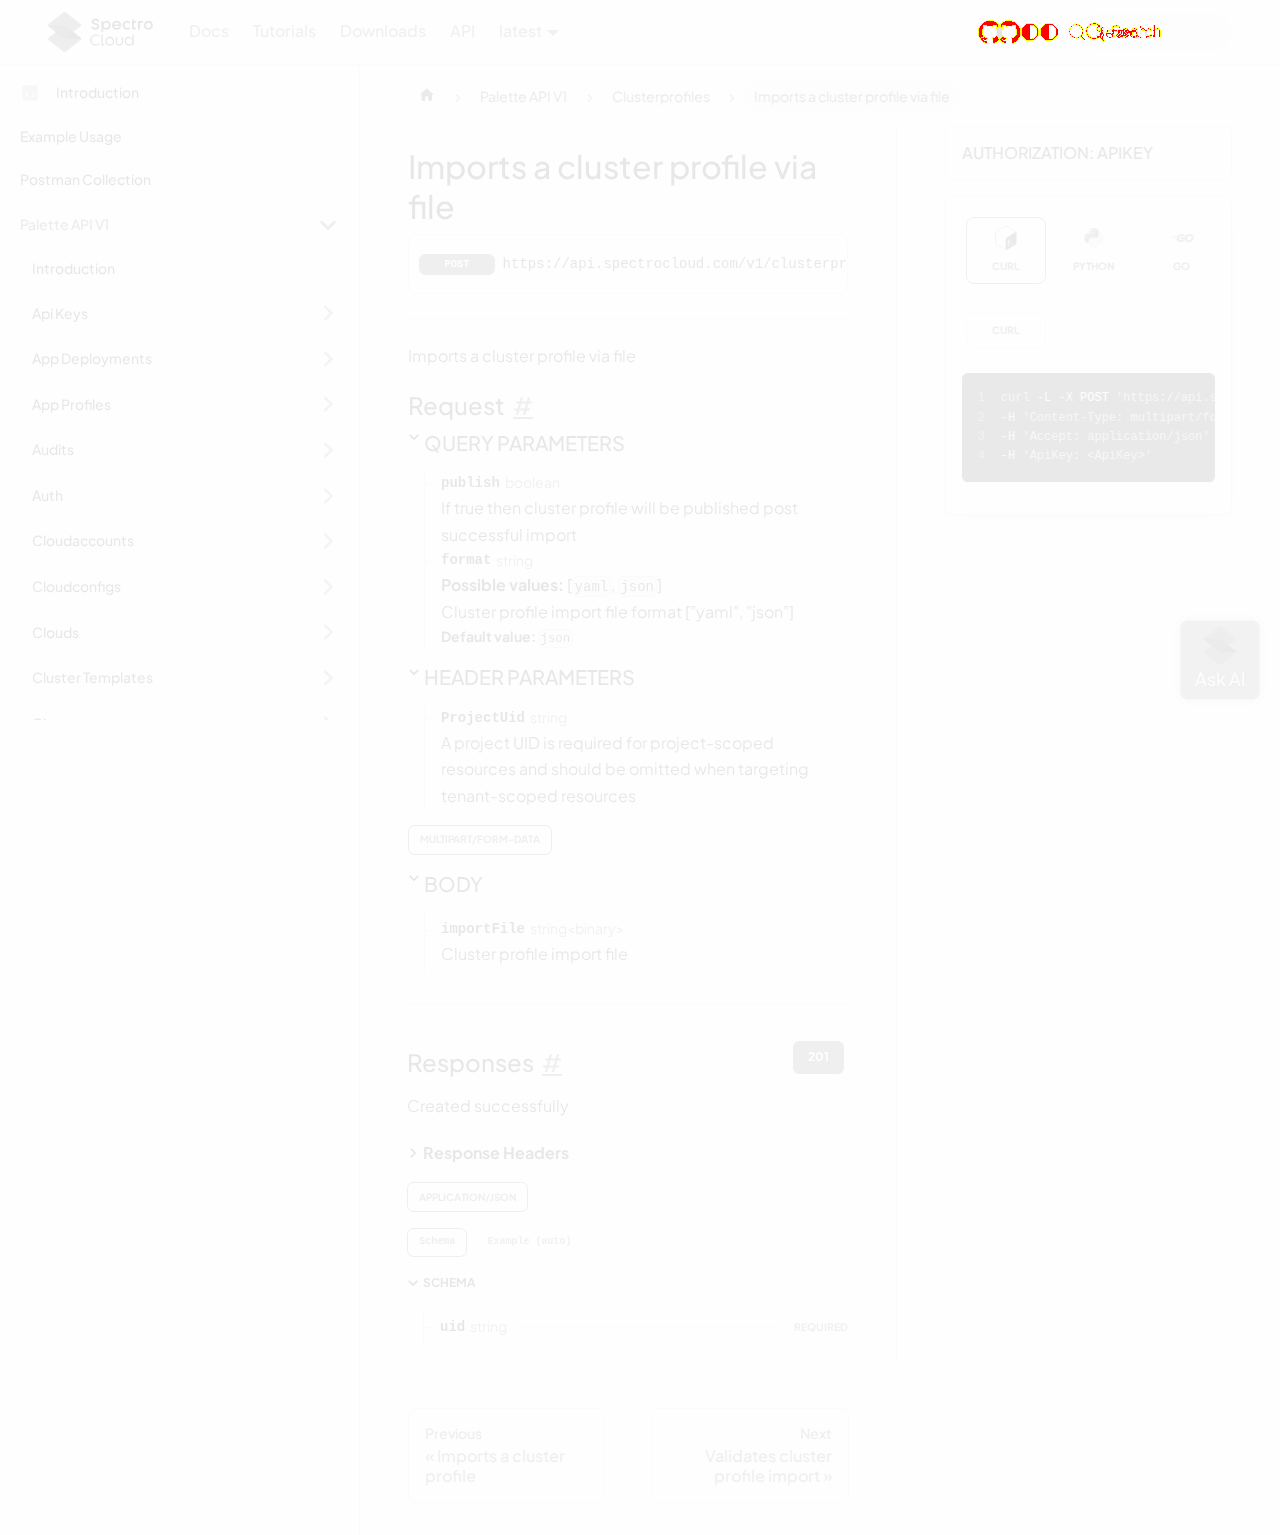 Spectro Cloud
Docs
Tutorials
Downloads
API
latest
Introduction
Example Usage
Postman Collection
Palette API V1
Introduction
Api Keys
App Deployments
App Profiles
Audits
Auth
Cloudaccounts
Cloudconfigs
Clouds
Cluster Templates
Palette API V1
Clusterprofiles
Imports a cluster profile via file
Imports a cluster profile via
file
POST https://api.spectrocloud.com/v1/clusterpr
Imports a cluster profile via file
Request #
QUERY PARAMETERS
publish boolean
If true then cluster profile will be published post
successful import
format string
Possible values: [yaml, json]
Cluster profile import file format ["yaml", "json"]
Default value: json
HEADER PARAMETERS
ProjectUid string
A project UID is required for project-scoped
resources and should be omitted when targeting
tenant-scoped resources
MULTIPART/FORM-DATA
BODY
importFile string<binary>
Cluster profile import file
Responses #
201
Created successfully
Response Headers
APPLICATION/JSON
Schema
Example (auto)
SCHEMA
uid string
REQUIRED
Previous
« Imports a cluster
profile
Next
Validates cluster
profile import »
AUTHORIZATION: APIKEY
CURL
PYTHON
GO
CURL
1 curl -L -X POST 'https://api.s
2 -H 'Content-Type: multipart/fo
3 -H 'Accept: application/json'
4 -H 'ApiKey: <ApiKey>'
Ask AI